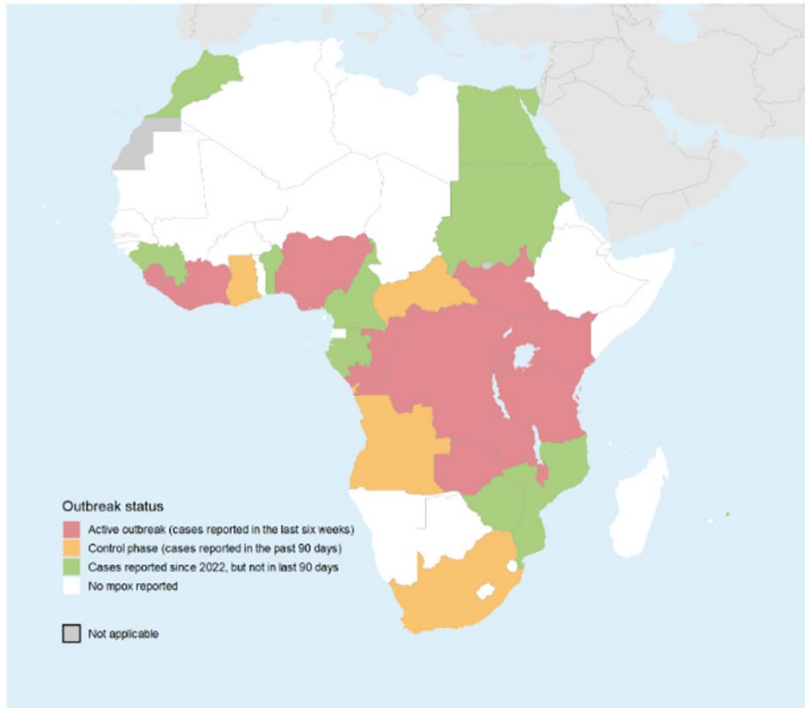 Outbreak status
Active outbreak (cases reported in the last six weeks)
Control phase (cases reported in the past 90 days)
Cases reported since 2022, but not in last 90 days
No mpox reported
Not applicable